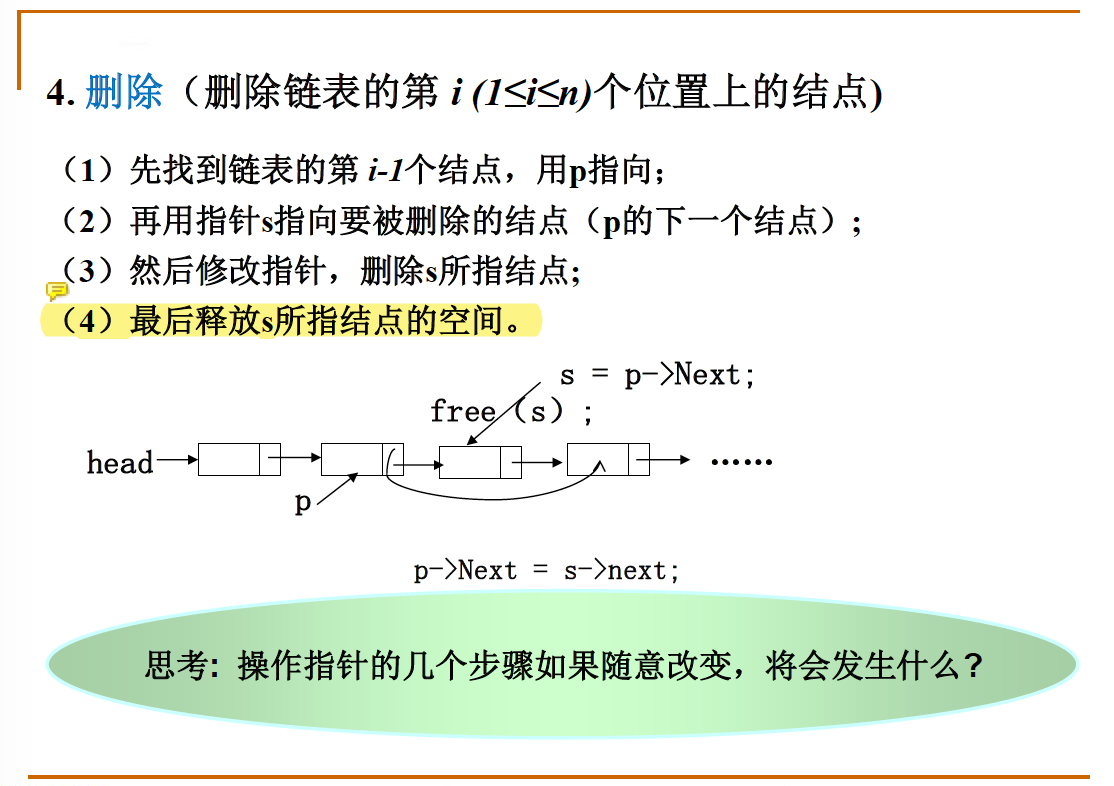 4. 删除（删除链表的第 i (1≤i≤n)个位置上的结点)
（1）先找到链表的第 i-1个结点，用p指向；
（2）再用指针s指向要被删除的结点（p的下一个结点）；
（3）然后修改指针，删除s所指结点；
（4）最后释放s所指结点的空间。
s = p->Next;
free（s）;
head
......
p
p->Next = s->next;
思考: 操作指针的几个步骤如果随意改变，将会发生什么？